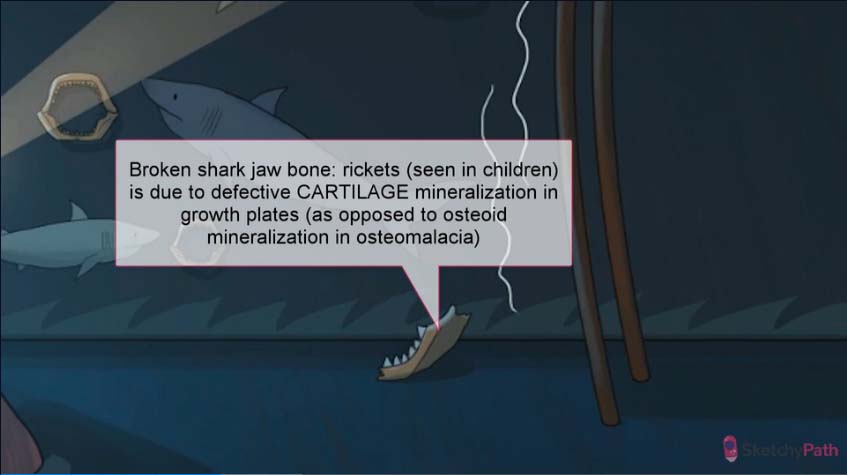 Broken shark jaw bone: rickets (seen in children)
is due to defective CARTILAGE mineralization in
growth plates (as opposed to osteoid
mineralization in osteomalacia)
SketchyPath